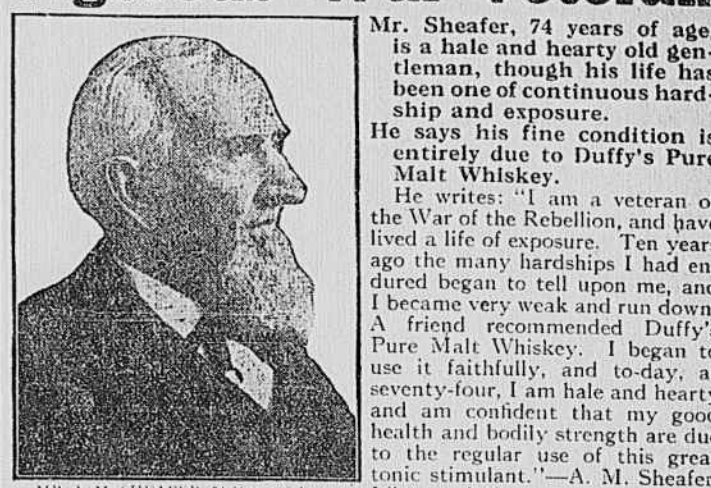 Mr. Sheafer, 74 years of age
is a hale and hearty old gen-
tleman, though his life has
been one of continuous hard-
ship and exposure.
He says his fine condition is
entirely due to Duffy's Pure
Malt Whiskey.
He writes: "I am a veteran o
the War of the Rebellion, and have
lived a life of exposure. Ten years
ago the many hardships I had en
dured began to tell upon me, and
I became very weak and run down
A friend recommended Duffy's
Pure Malt Whiskey. I began to
use it faithfully, and to-day, a
seventy-four, I am hale and hearty
and am confident that my good
health and bodily strength are due
to the regular use of this grea
tonic stimulant."—A. M. Sheafer